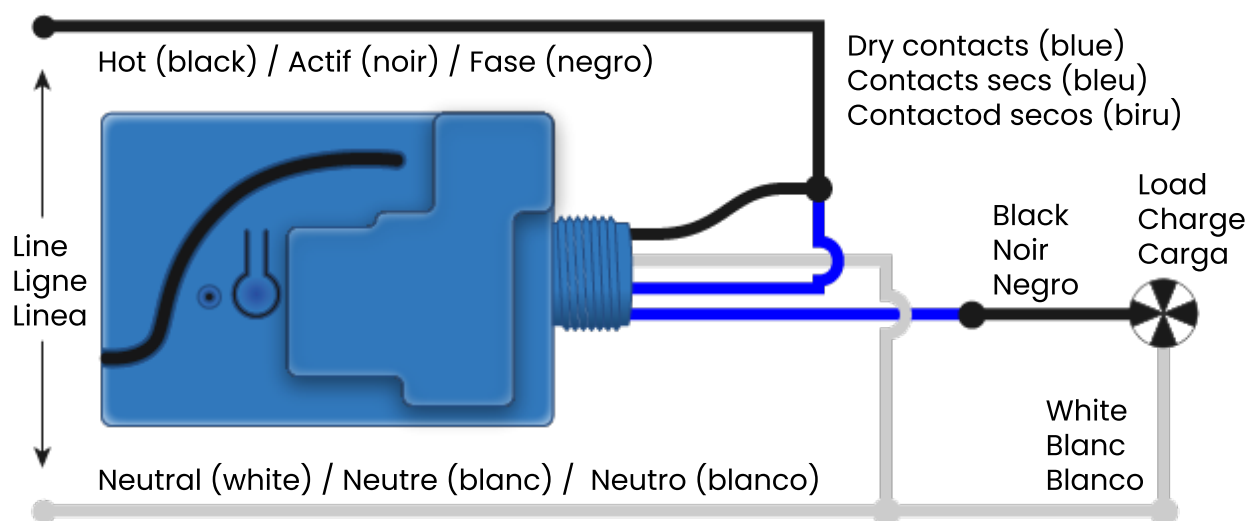 Hot (black) / Actif (noir) / Fase (negro)
Dry contacts (blue)
Contacts secs (bleu)
Contactod secos (biru)
Load
Charge
Carga
Black
Noir
Negro
Line
Ligne
Linea
White
Blanc
Blanco
Neutral (white) / Neutre (blanc) / Neutro (blanco)